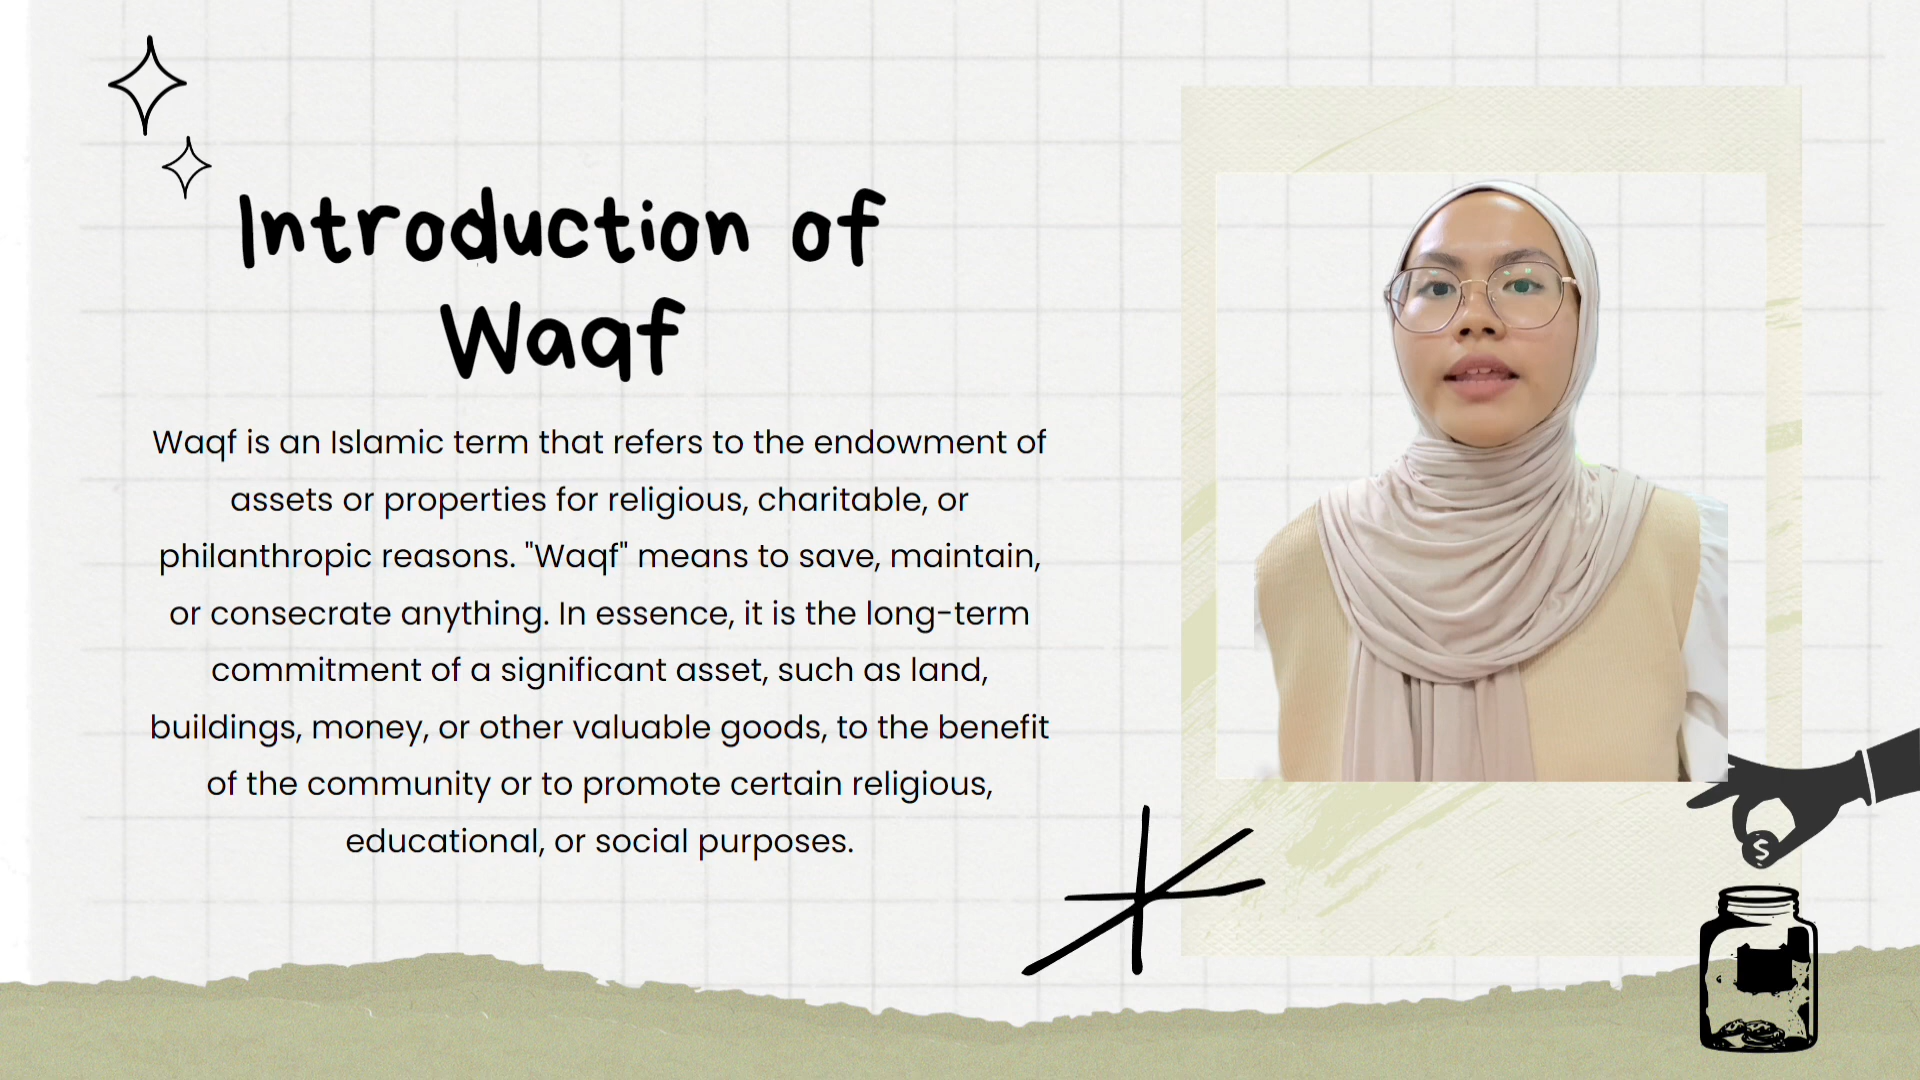 Introduction of
Waqf
Waqf is an Islamic term that refers to the endowment of
assets or properties for religious, charitable, or
philanthropic reasons. "Waqf" means to save, maintain,
or consecrate anything. In essence, it is the long-term
commitment of a significant asset, such as land,
buildings, money, or other valuable goods, to the benefit
of the community or to promote certain religious,
educational, or social purposes.
$